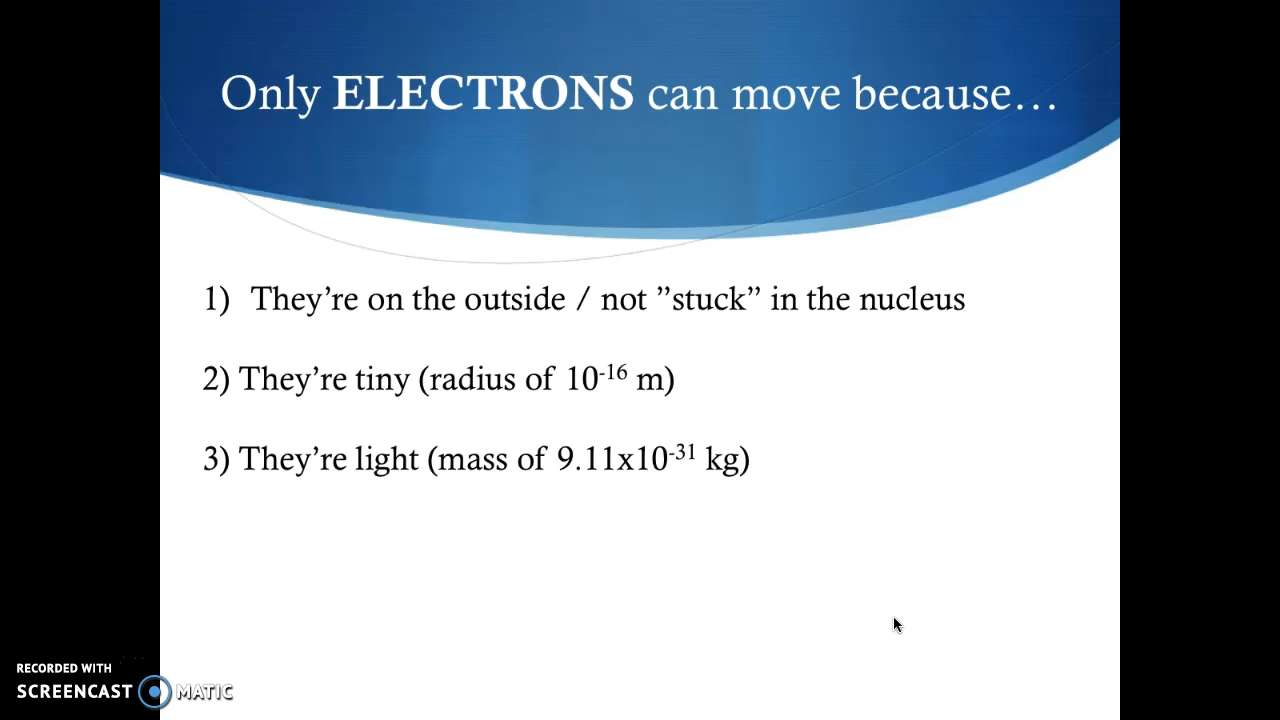 Only ELECTRONS can move because…
1) They’re on the outside / not ”stuck” in the nucleus
2) They’re tiny (radius of 10⁻¹⁶ m)
3) They’re light (mass of 9.11x10⁻³¹ kg)
RECORDED WITH
SCREENCAST MATIC